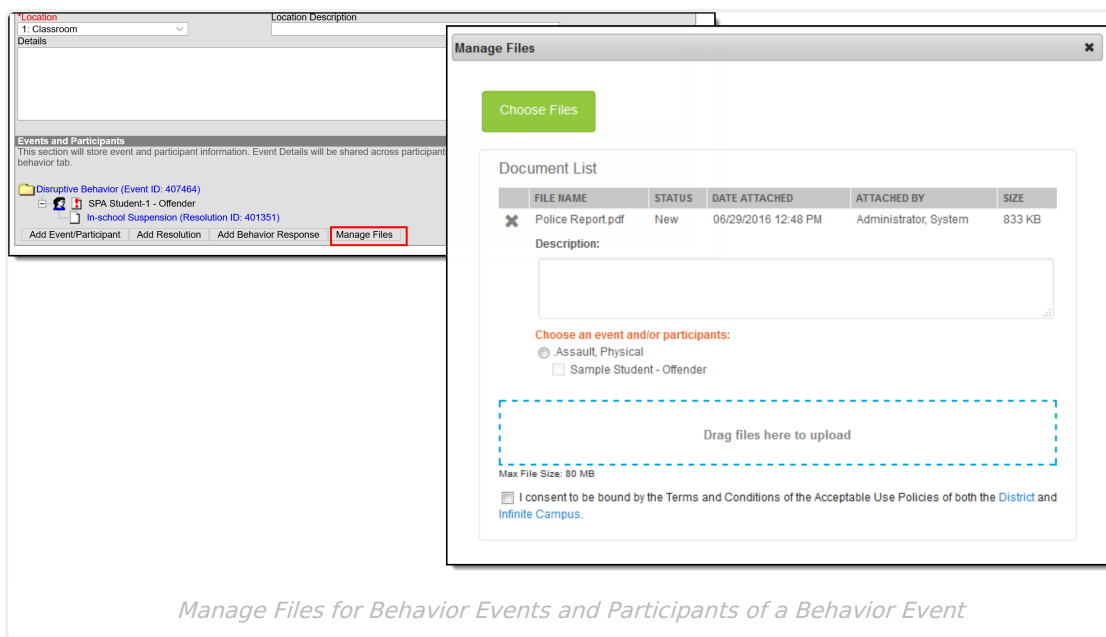 *Location
Location Description
1: Classroom
Details
Events and Participants
This section will store event and participant information. Event Details will be shared across participant
behavior tab.
Disruptive Behavior (Event ID: 407464)
SPA Student-1 - Offender
In-school Suspension (Resolution ID: 401351)
Add Event/Participant Add Resolution Add Behavior Response Manage Files
Manage Files
Choose Files
Document List
FILE NAME STATUS DATE ATTACHED ATTACHED BY SIZE
Police Report.pdf New 06/29/2016 12:48 PM Administrator, System 833 KB
Description:
Choose an event and/or participants:
.Assault, Physical
Sample Student - Offender
Drag files here to upload
Max File Size: 80 MB
I consent to be bound by the Terms and Conditions of the Acceptable Use Policies of both the District and
Infinite Campus.
Manage Files for Behavior Events and Participants of a Behavior Event